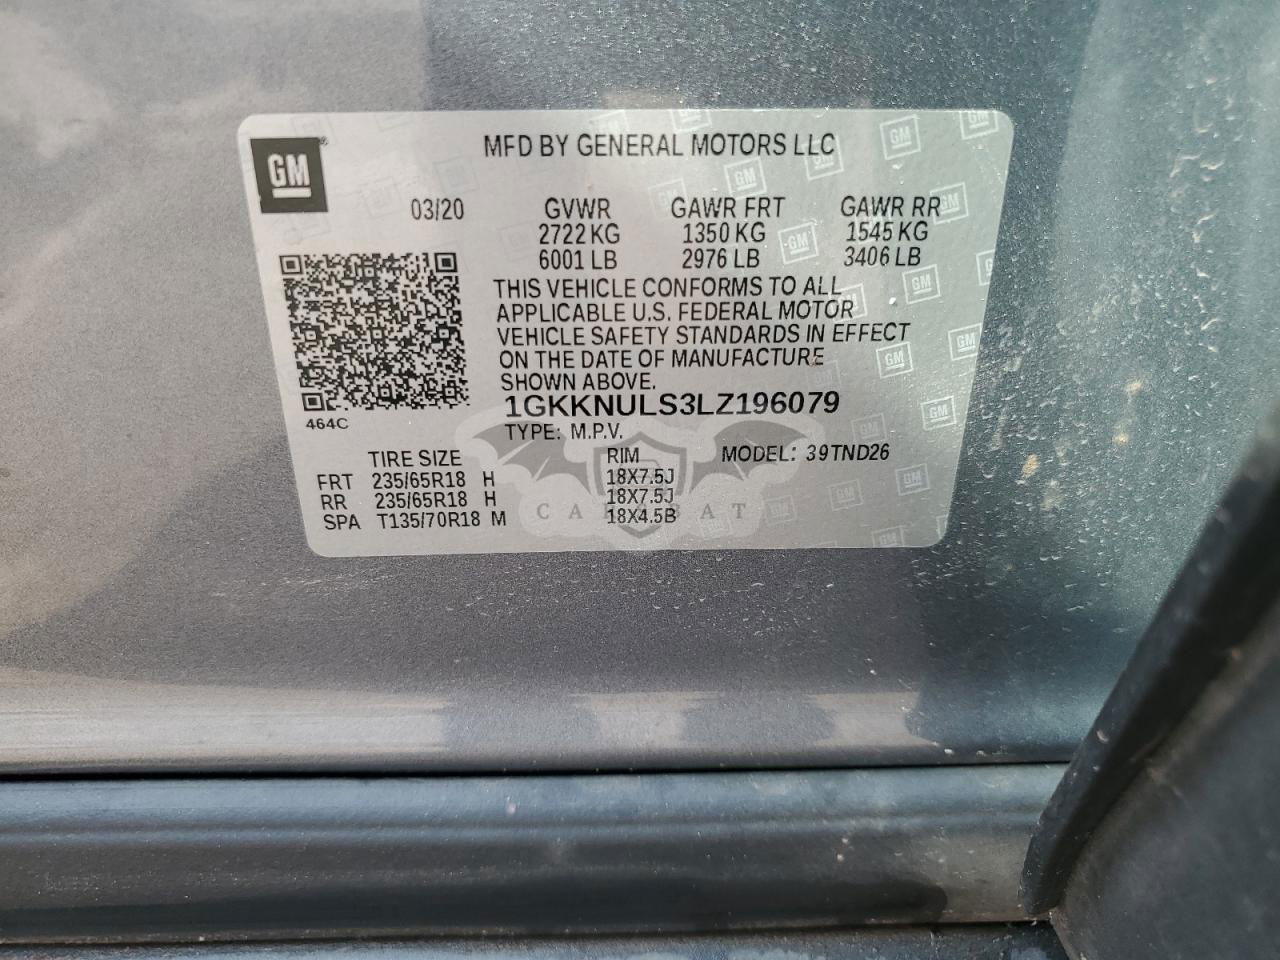 GM
MFD BY GENERAL MOTORS LLC
03/20 GVWR GAWR FRT GAWR RR
2722 KG 1350 KG 1545 KG
6001 LB 2976 LB 3406 LB
THIS VEHICLE CONFORMS TO ALL
APPLICABLE U.S. FEDERAL MOTOR
VEHICLE SAFETY STANDARDS IN EFFECT
ON THE DATE OF MANUFACTURE
SHOWN ABOVE.
1GKKNULS3LZ196079
464C
TYPE: M.P.V.
TIRE SIZE RIM MODEL: 39TND26
FRT 235/65R18 H 18X7.5J
RR 235/65R18 H 18X7.5J
SPA T135/70R18 M 18X4.5B